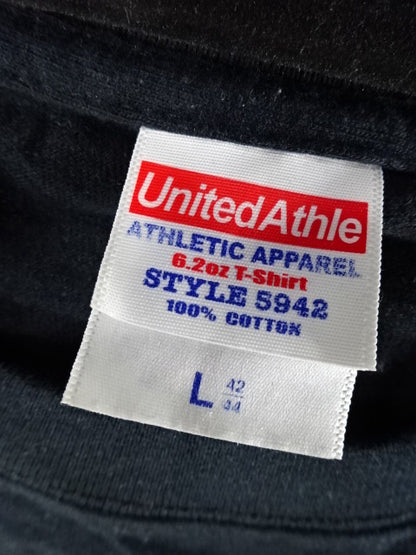 UnitedAthle
ATHLETIC APPAREL
6.2oz T-Shirt
STYLE 5942
100% COTTON
L 42
44